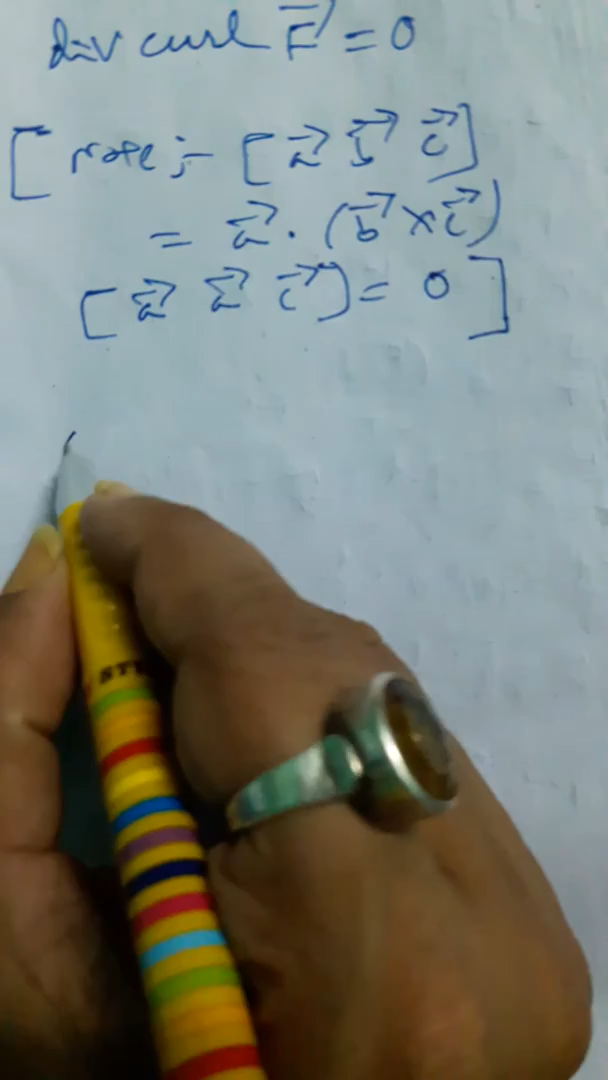 div curl F⃗ = 0
[ note :- [ a⃗ b⃗ c⃗ ]
= a⃗ . (b⃗ × c⃗)
[ a⃗ a⃗ c⃗ ] = 0 ]